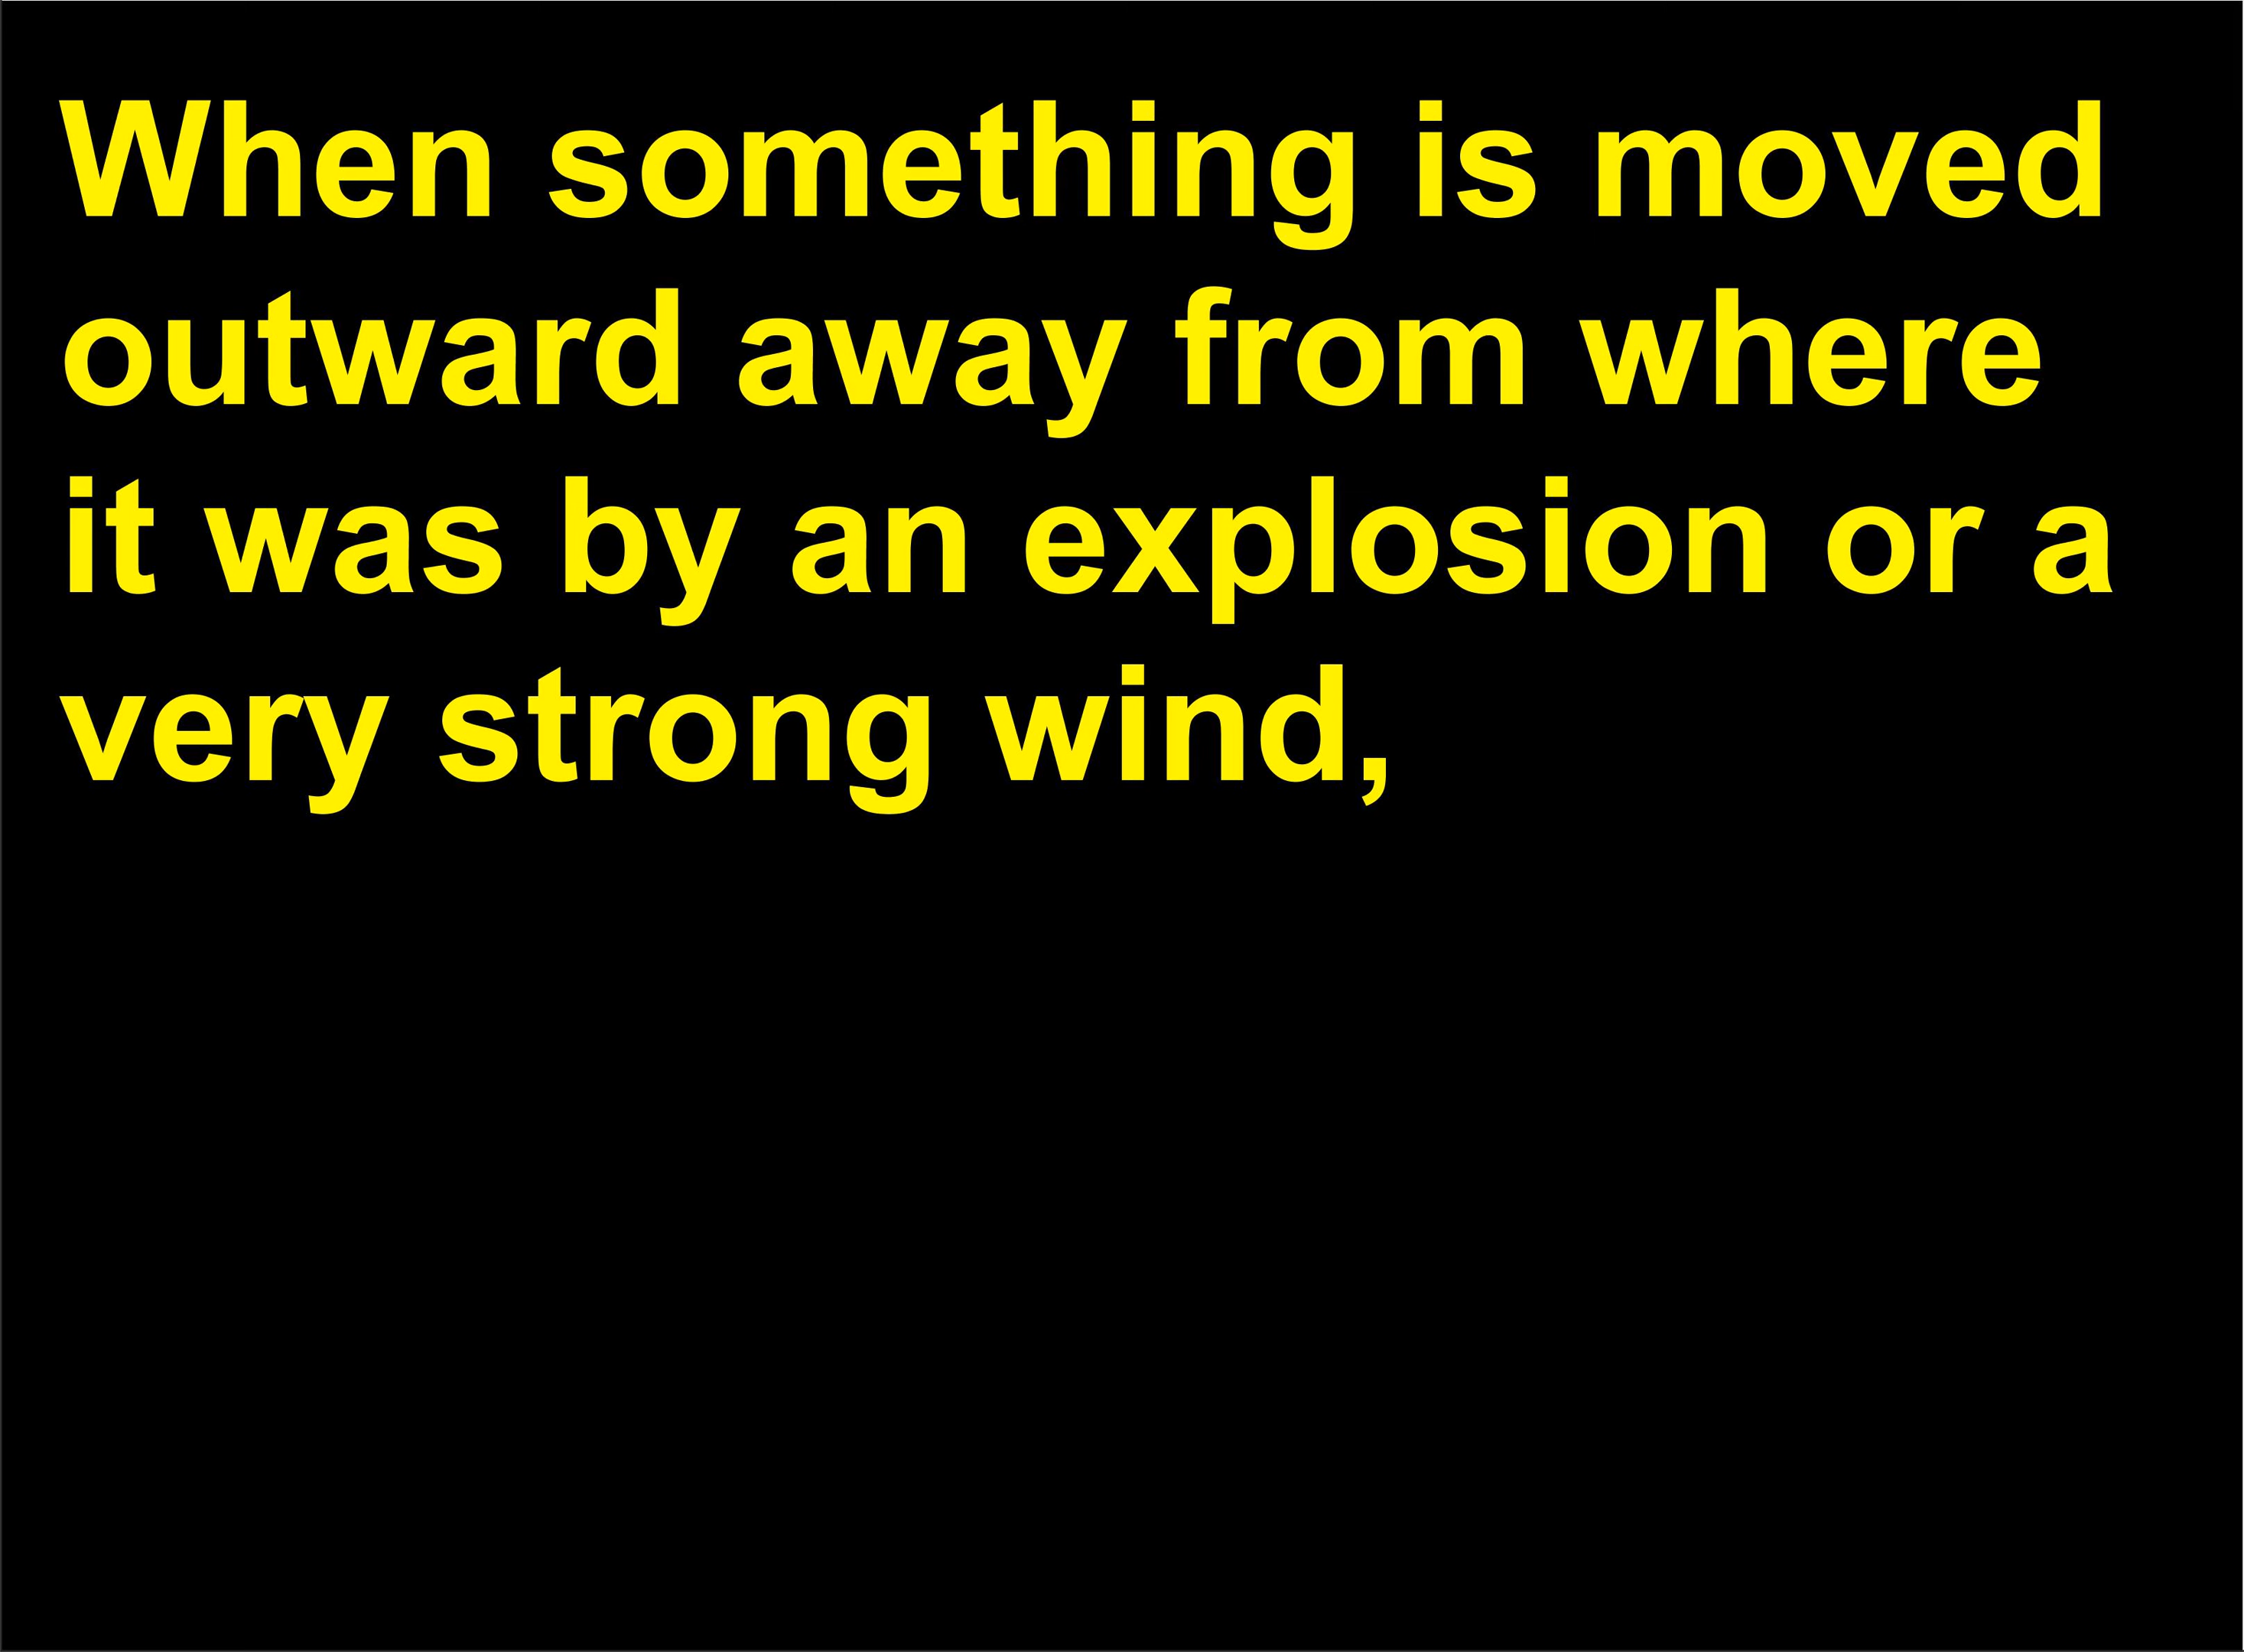 When something is moved
outward away from where
it was by an explosion or a
very strong wind,